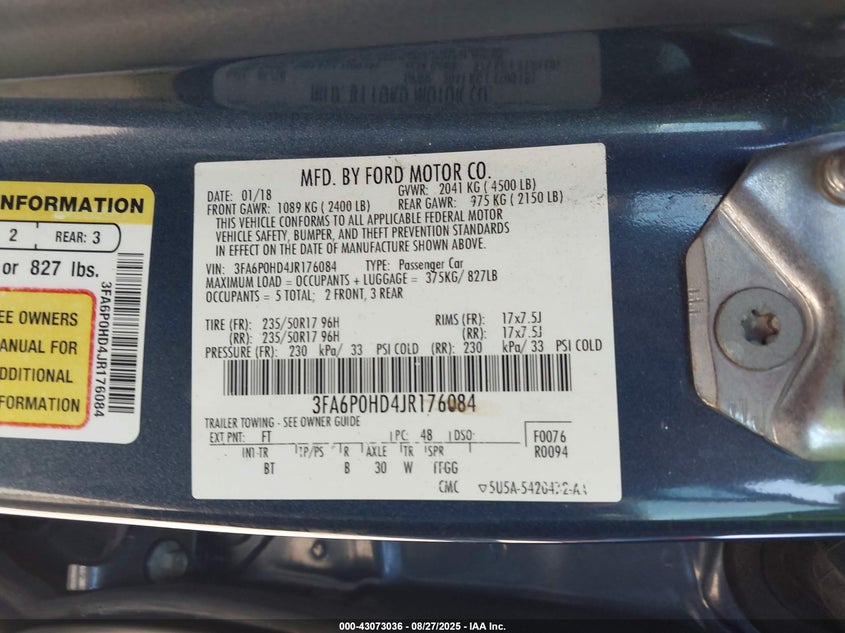 MFD. BY FORD MOTOR CO.
DATE: 01/18 GVWR: 2041 KG ( 4500 LB)
FRONT GAWR: 1089 KG ( 2400 LB) REAR GAWR: 975 KG ( 2150 LB)
THIS VEHICLE CONFORMS TO ALL APPLICABLE FEDERAL MOTOR
VEHICLE SAFETY, BUMPER, AND THEFT PREVENTION STANDARDS
IN EFFECT ON THE DATE OF MANUFACTURE SHOWN ABOVE.
VIN: 3FA6P0HD4JR176084 TYPE: Passenger Car
MAXIMUM LOAD = OCCUPANTS + LUGGAGE = 375KG/ 827LB
OCCUPANTS = 5 TOTAL; 2 FRONT, 3 REAR
TIRE (FR): 235/50R17 96H RIMS (FR): 17x7.5J
(RR): 235/50R17 96H (RR): 17x7.5J
PRESSURE (FR): 230 kPa/ 33 PSI COLD (RR): 230 kPa/ 33 PSI COLD
3FA6P0HD4JR176084
TRAILER TOWING - SEE OWNER GUIDE
EXT PNT: FT PC: 48 DSO: F0076
INT TR TP/PS R AXLE TR SPR R0094
BT B 30 W FFGG
CMC
NFORMATION
2 REAR: 3
or 827 lbs.
EE OWNERS
ANUAL FOR
DDITIONAL
FORMATION
3FA6P0HD4JR176084
000-43073036 - 08/27/2025 - IAA Inc.